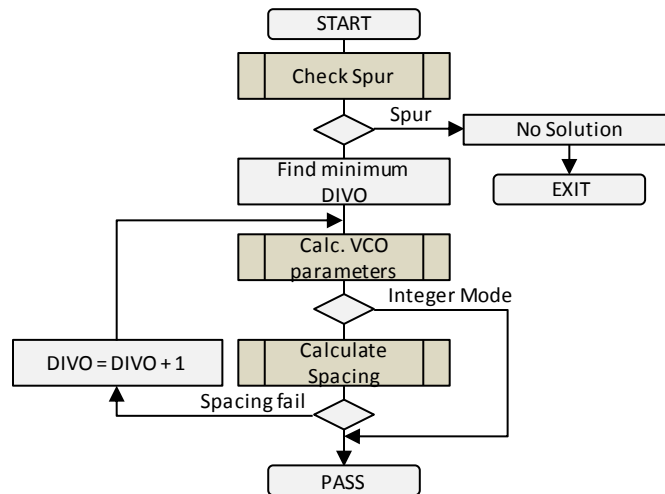 START
Check Spur
Spur
No Solution
Find minimum
DIVO
EXIT
Calc. VCO
parameters
Integer Mode
Calculate
Spacing
DIVO = DIVO + 1
Spacing fail
PASS